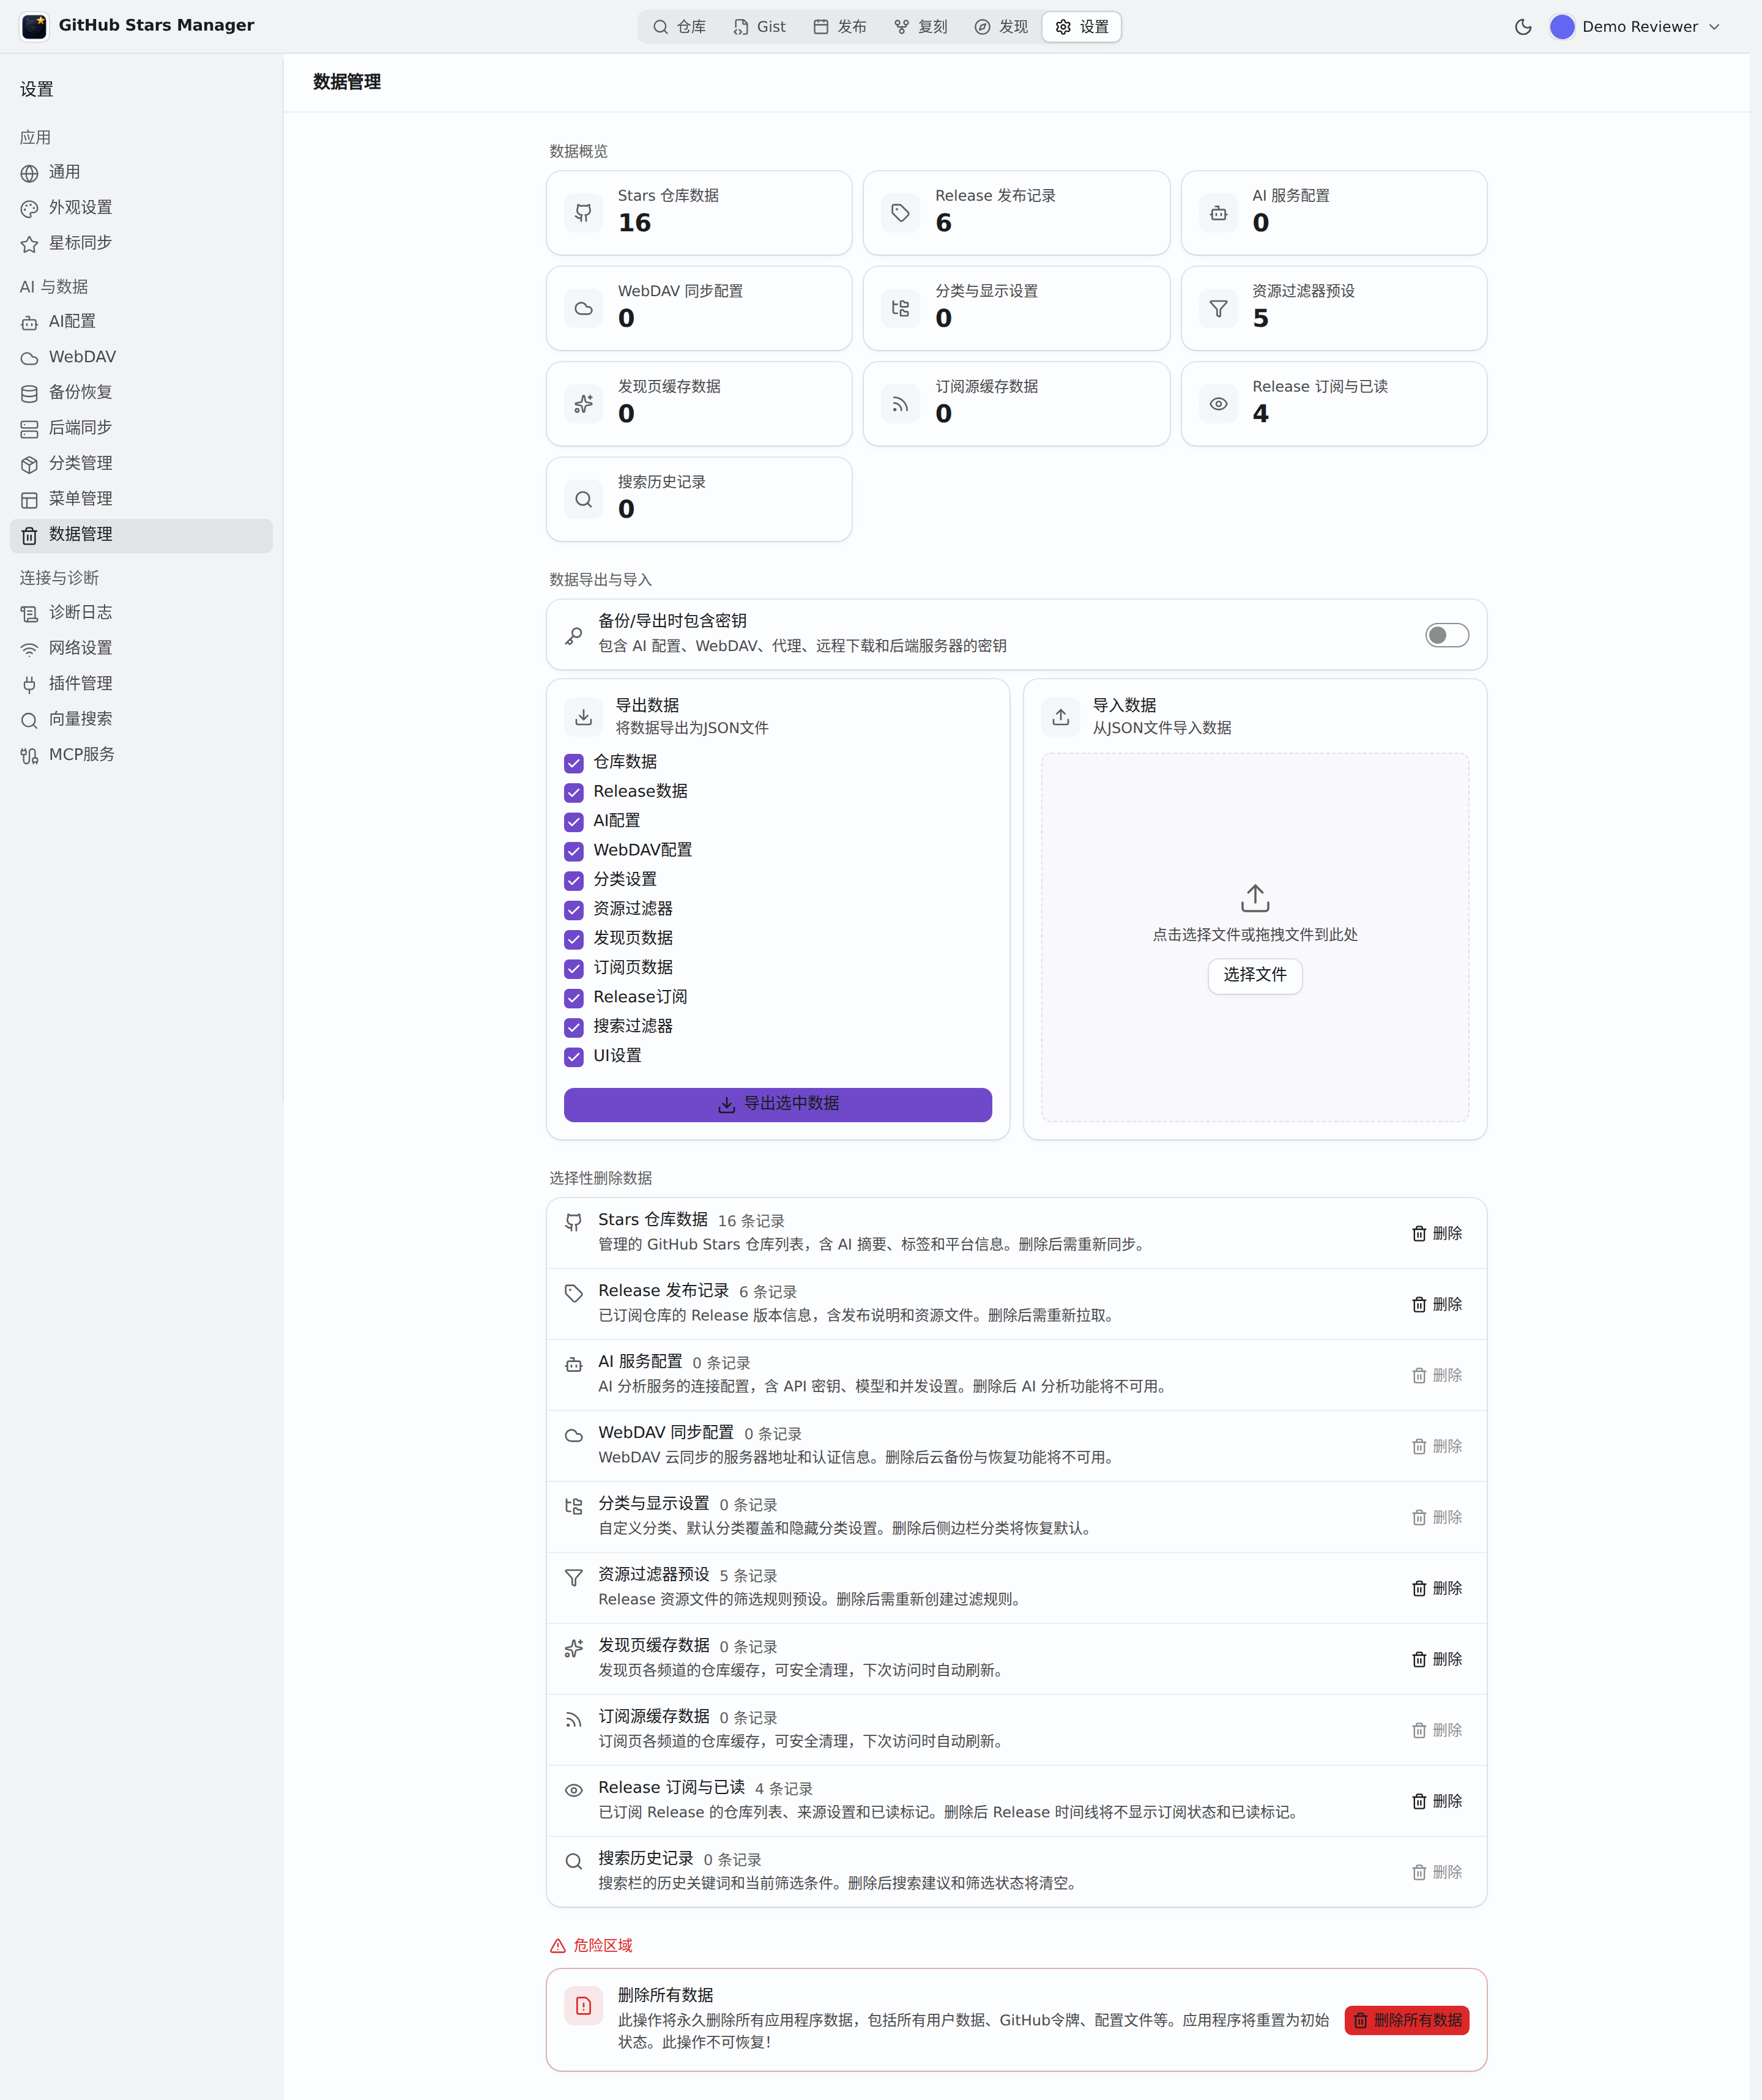 GitHub Stars Manager
仓库
Gist
发布
复刻
发现
设置
Demo Reviewer
设置
应用
通用
外观设置
星标同步
AI 与数据
AI配置
WebDAV
备份恢复
后端同步
分类管理
菜单管理
数据管理
连接与诊断
诊断日志
网络设置
插件管理
向量搜索
MCP服务
数据管理
数据概览
Stars 仓库数据
16
Release 发布记录
6
AI 服务配置
0
WebDAV 同步配置
0
分类与显示设置
0
资源过滤器预设
5
发现页缓存数据
0
订阅源缓存数据
0
Release 订阅与已读
4
搜索历史记录
0
数据导出与导入
备份/导出时包含密钥
包含 AI 配置、WebDAV、代理、远程下载和后端服务器的密钥
导出数据
将数据导出为JSON文件
仓库数据
Release数据
AI配置
WebDAV配置
分类设置
资源过滤器
发现页数据
订阅页数据
Release订阅
搜索过滤器
UI设置
导出选中数据
导入数据
从JSON文件导入数据
点击选择文件或拖拽文件到此处
选择文件
选择性删除数据
Stars 仓库数据 16 条记录
管理的 GitHub Stars 仓库列表，含 AI 摘要、标签和平台信息。删除后需重新同步。
删除
Release 发布记录 6 条记录
已订阅仓库的 Release 版本信息，含发布说明和资源文件。删除后需重新拉取。
删除
AI 服务配置 0 条记录
AI 分析服务的连接配置，含 API 密钥、模型和并发设置。删除后 AI 分析功能将不可用。
删除
WebDAV 同步配置 0 条记录
WebDAV 云同步的服务器地址和认证信息。删除后云备份与恢复功能将不可用。
删除
分类与显示设置 0 条记录
自定义分类、默认分类覆盖和隐藏分类设置。删除后侧边栏分类将恢复默认。
删除
资源过滤器预设 5 条记录
Release 资源文件的筛选规则预设。删除后需重新创建过滤规则。
删除
发现页缓存数据 0 条记录
发现页各频道的仓库缓存，可安全清理，下次访问时自动刷新。
删除
订阅源缓存数据 0 条记录
订阅页各频道的仓库缓存，可安全清理，下次访问时自动刷新。
删除
Release 订阅与已读 4 条记录
已订阅 Release 的仓库列表、来源设置和已读标记。删除后 Release 时间线将不显示订阅状态和已读标记。
删除
搜索历史记录 0 条记录
搜索栏的历史关键词和当前筛选条件。删除后搜索建议和筛选状态将清空。
删除
危险区域
删除所有数据
此操作将永久删除所有应用程序数据，包括所有用户数据、GitHub令牌、配置文件等。应用程序将重置为初始
状态。此操作不可恢复！
删除所有数据